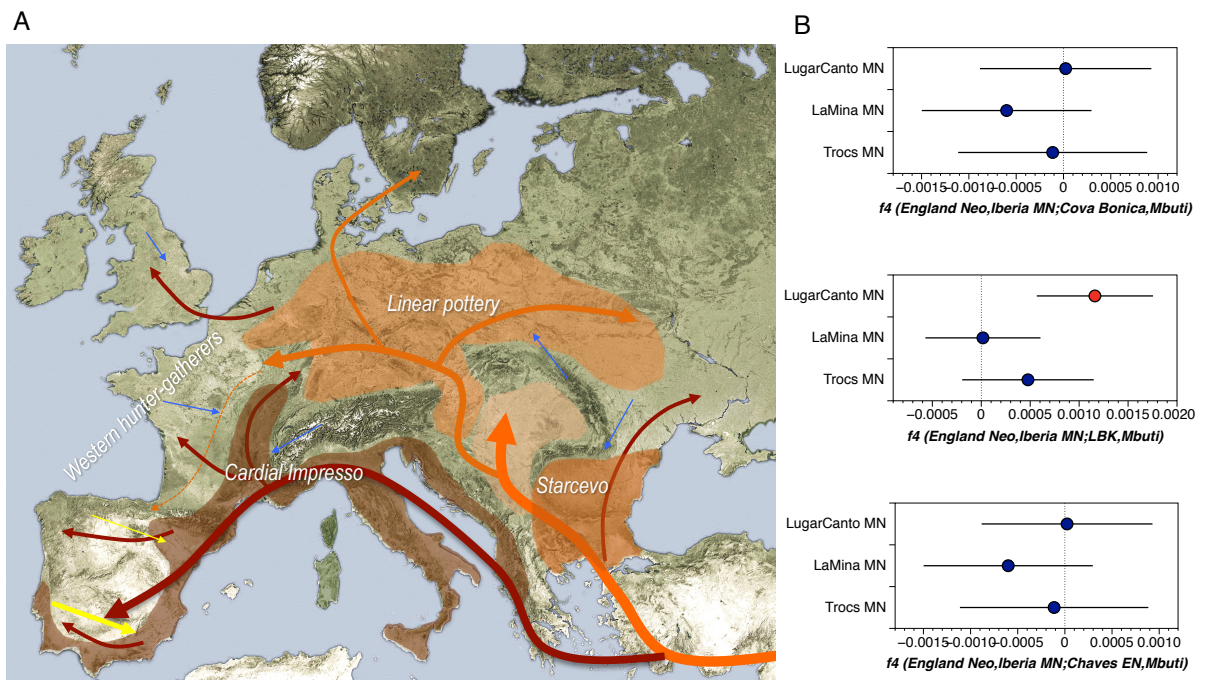 A
Linear pottery
Western hunter-gatherers
Cardial Impresso
Starcevo
B
LugarCanto MN
LaMina MN
Trocs MN
−0.0015 −0.0010 −0.0005 0 0.0005 0.0010
f4 (England Neo,Iberia MN;Cova Bonica,Mbuti)
LugarCanto MN
LaMina MN
Trocs MN
−0.0005 0 0.0005 0.0010 0.0015 0.0020
f4 (England Neo,Iberia MN;LBK,Mbuti)
LugarCanto MN
LaMina MN
Trocs MN
−0.0015 −0.0010 −0.0005 0 0.0005 0.0010
f4 (England Neo,Iberia MN;Chaves EN,Mbuti)